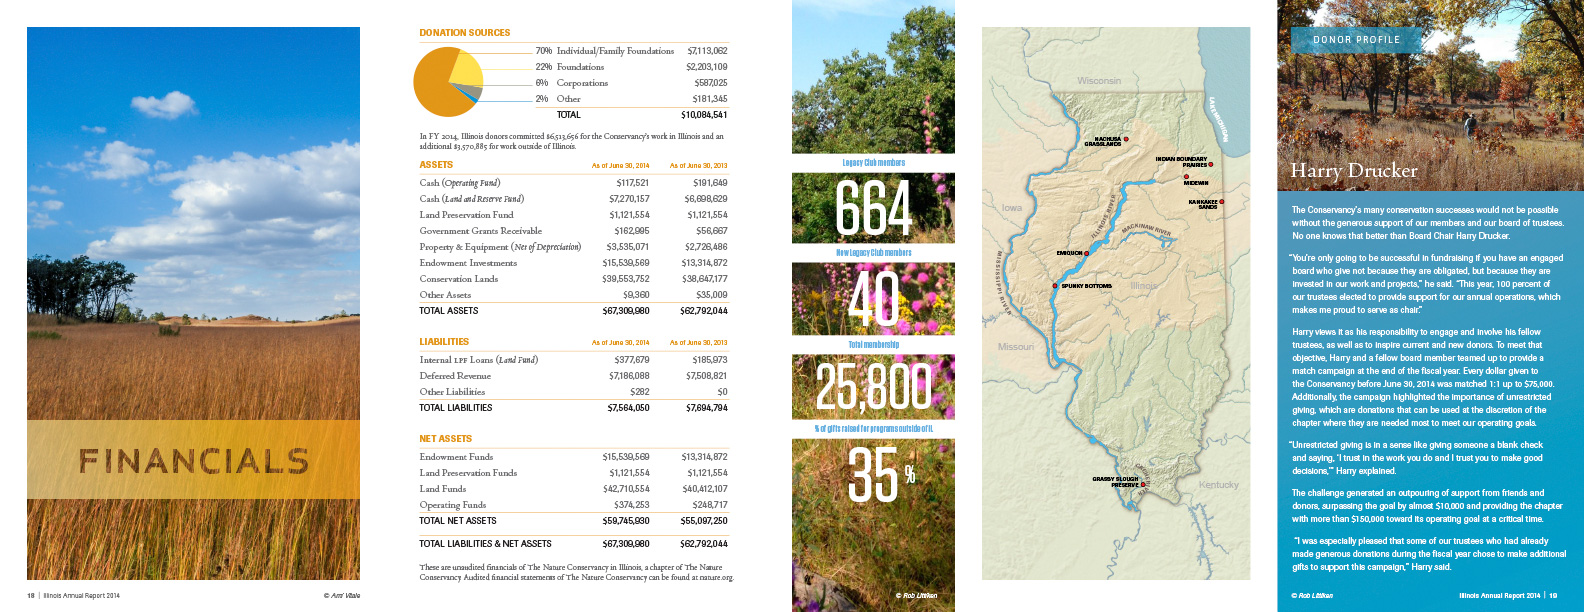 FINANCIALS
18 | Illinois Annual Report 2014
© Ami Vitale
DONATION SOURCES
70% Individual/Family Foundations $7,113,062
22% Foundations $2,203,109
6% Corporations $587,025
2% Other $181,345
TOTAL $10,084,541
In FY 2014, Illinois donors committed $6,513,656 for the Conservancy's work in Illinois and an
additional $3,570,885 for work outside of Illinois.
ASSETS As of June 30, 2014 As of June 30, 2013
Cash (Operating Fund) $117,521 $191,649
Cash (Land and Reserve Fund) $7,270,157 $6,698,629
Land Preservation Fund $1,121,554 $1,121,554
Government Grants Receivable $162,995 $56,667
Property & Equipment (Net of Depreciation) $3,535,071 $2,726,486
Endowment Investments $15,539,569 $13,314,872
Conservation Lands $39,553,752 $38,647,177
Other Assets $9,360 $35,009
TOTAL ASSETS $67,309,980 $62,792,044
LIABILITIES As of June 30, 2014 As of June 30, 2013
Internal LPF Loans (Land Fund) $377,679 $185,973
Deferred Revenue $7,186,088 $7,508,821
Other Liabilities $282 $0
TOTAL LIABILITIES $7,564,050 $7,694,794
NET ASSETS
Endowment Funds $15,539,569 $13,314,872
Land Preservation Funds $1,121,554 $1,121,554
Land Funds $42,710,554 $40,412,107
Operating Funds $374,253 $248,717
TOTAL NET ASSETS $59,745,930 $55,097,250
TOTAL LIABILITIES & NET ASSETS $67,309,980 $62,792,044
These are unaudited financials of The Nature Conservancy in Illinois, a chapter of The Nature
Conservancy. Audited financial statements of The Nature Conservancy can be found at nature.org.
Legacy Club members
664
New Legacy Club members
40
Total membership
25,800
% of gifts raised for programs outside of IL
35 %
© Rob Littiken
Wisconsin
LAKE MICHIGAN
NACHUSA
GRASSLANDS
INDIAN BOUNDARY
PRAIRIES
MIDEWIN
KANKAKEE
SANDS
Iowa
ILLINOIS RIVER
MACKINAW RIVER
EMIQUON
MISSISSIPPI RIVER
SPUNKY BOTTOMS
Illinois
Missouri
GRASSY SLOUGH
PRESERVE
Kentucky
DONOR PROFILE
Harry Drucker
The Conservancy's many conservation successes would not be possible
without the generous support of our members and our board of trustees.
No one knows that better than Board Chair Harry Drucker.
"You're only going to be successful in fundraising if you have an engaged
board who give not because they are obligated, but because they are
invested in our work and projects," he said. "This year, 100 percent of
our trustees elected to provide support for our annual operations, which
makes me proud to serve as chair."
Harry views it as his responsibility to engage and involve his fellow
trustees, as well as to inspire current and new donors. To meet that
objective, Harry and a fellow board member teamed up to provide a
match campaign at the end of the fiscal year. Every dollar given to
the Conservancy before June 30, 2014 was matched 1:1 up to $75,000.
Additionally, the campaign highlighted the importance of unrestricted
giving, which are donations that can be used at the discretion of the
chapter where they are needed most to meet our operating goals.
"Unrestricted giving is in a sense like giving someone a blank check
and saying, 'I trust in the work you do and I trust you to make good
decisions,'" Harry explained.
The challenge generated an outpouring of support from friends and
donors, surpassing the goal by almost $10,000 and providing the chapter
with more than $150,000 toward its operating goal at a critical time.
"I was especially pleased that some of our trustees who had already
made generous donations during the fiscal year chose to make additional
gifts to support this campaign," Harry said.
© Rob Littiken
Illinois Annual Report 2014 | 19